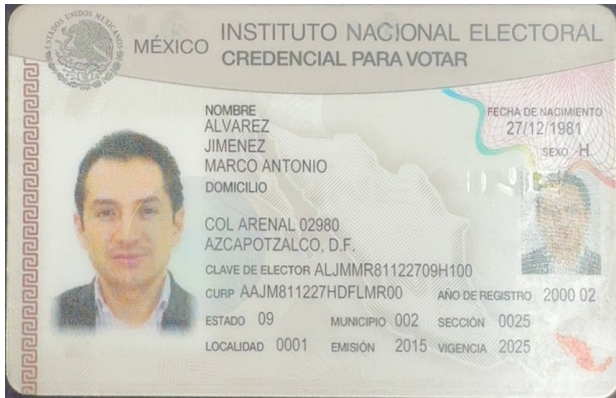 ESTADOS UNIDOS MEXICANOS
MÉXICO INSTITUTO NACIONAL ELECTORAL
CREDENCIAL PARA VOTAR
NOMBRE
ALVAREZ
JIMENEZ
MARCO ANTONIO
DOMICILIO
COL ARENAL 02980
AZCAPOTZALCO, D.F.
FECHA DE NACIMIENTO
27/12/1981
SEXO H
CLAVE DE ELECTOR ALJMMR81122709H100
CURP AAJM811227HDFLMR00 AÑO DE REGISTRO 2000 02
ESTADO 09 MUNICIPIO 002 SECCIÓN 0025
LOCALIDAD 0001 EMISIÓN 2015 VIGENCIA 2025